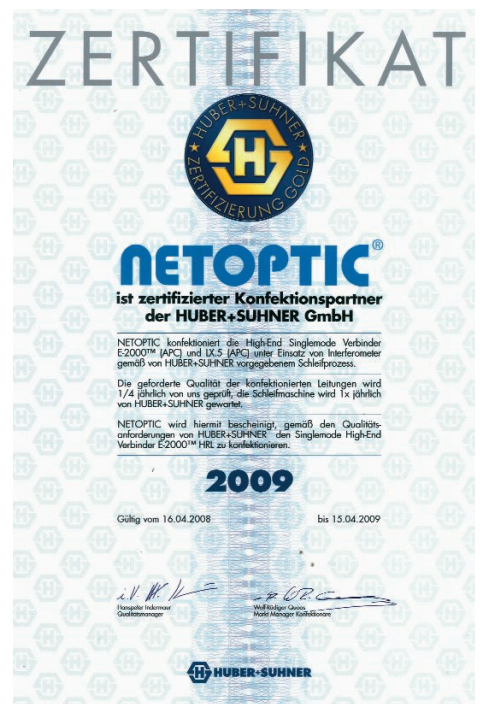 ZERTIFIKAT
HUBER+SUHNER
H
ZERTIFIZIERUNG GOLD
NETOPTIC®
ist zertifizierter Konfektionspartner
der HUBER+SUHNER GmbH
NETOPTIC konfektioniert die High-End Singlemode Verbinder
E-2000™ (APC) und LX.5 (APC) unter Einsatz von Interferometer
gemäß von HUBER+SUHNER vorgegebenem Schleifprozess.
Die geforderte Qualität der konfektionierten Leitungen wird
1/4 jährlich von uns geprüft, die Schleifmaschine wird 1x jährlich
von HUBER+SUHNER gewartet.
NETOPTIC wird hiermit bescheinigt, gemäß den Qualitäts-
anforderungen von HUBER+SUHNER den Singlemode High-End
Verbinder E-2000™ HRL zu konfektionieren.
2009
Gültig vom 16.04.2008 bis 15.04.2009
Hanspeter Indermaur Wolf-Rüdiger Quoos
Qualitätsmanager Markt Manager Konfektionäre
H HUBER+SUHNER